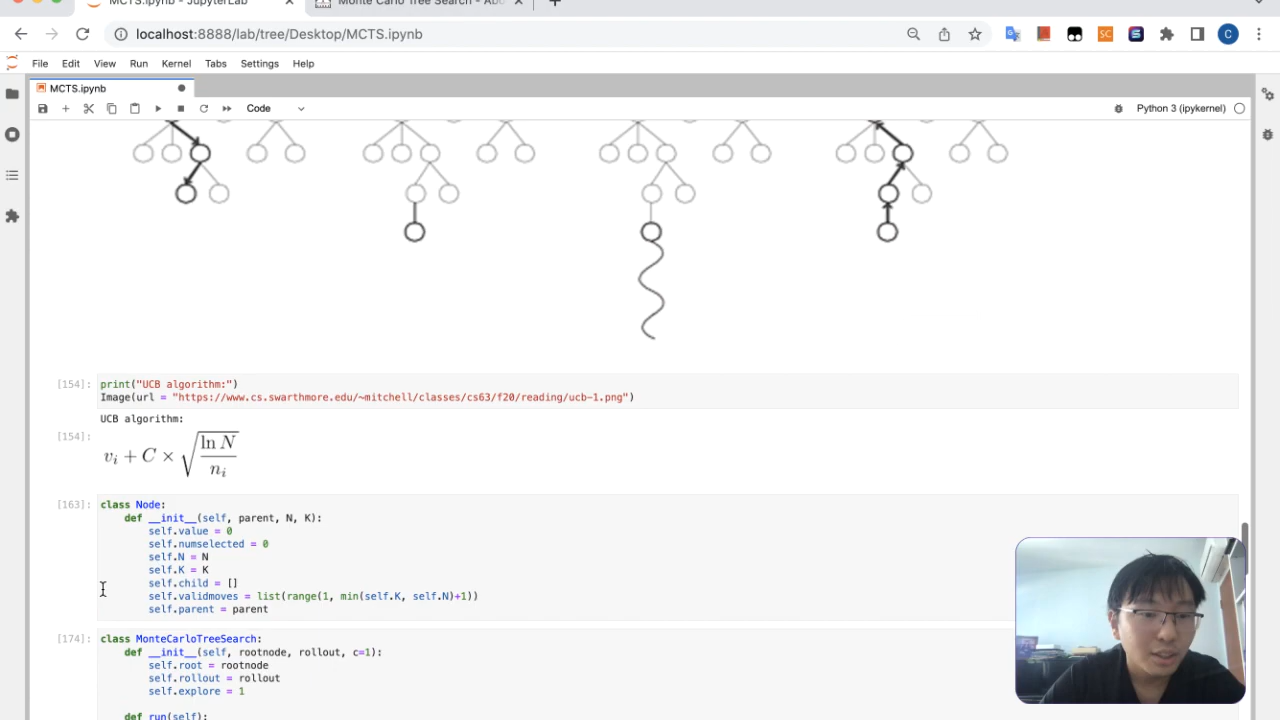 MCTS.ipynb - JupyterLab
Monte Carlo Tree Search - Abo
localhost:8888/lab/tree/Desktop/MCTS.ipynb
SC
C
File Edit View Run Kernel Tabs Settings Help
MCTS.ipynb
Code
Python 3 (ipykernel)
[154]: print("UCB algorithm:")
Image(url = "https://www.cs.swarthmore.edu/~mitchell/classes/cs63/f20/reading/ucb-1.png")
UCB algorithm:
[154]: v_i + C × √(ln N / n_i)
[163]: class Node:
def __init__(self, parent, N, K):
self.value = 0
self.numselected = 0
self.N = N
self.K = K
self.child = []
self.validmoves = list(range(1, min(self.K, self.N)+1))
self.parent = parent
[174]: class MonteCarloTreeSearch:
def __init__(self, rootnode, rollout, c=1):
self.root = rootnode
self.rollout = rollout
self.explore = 1
def run(self):